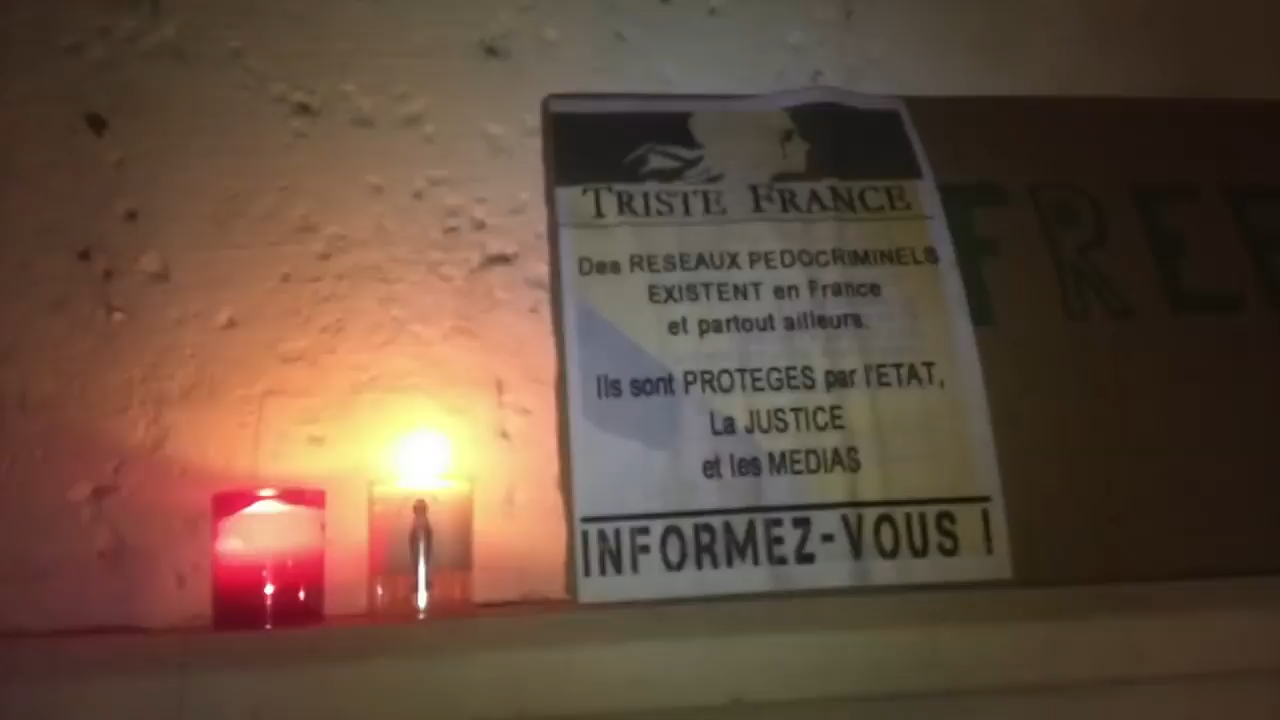 TRISTE FRANCE
Des RESEAUX PEDOCRIMINELS
EXISTENT en France
et partout ailleurs.
Ils sont PROTEGES par l'ETAT,
La JUSTICE
et les MEDIAS
INFORMEZ-VOUS !
FREE